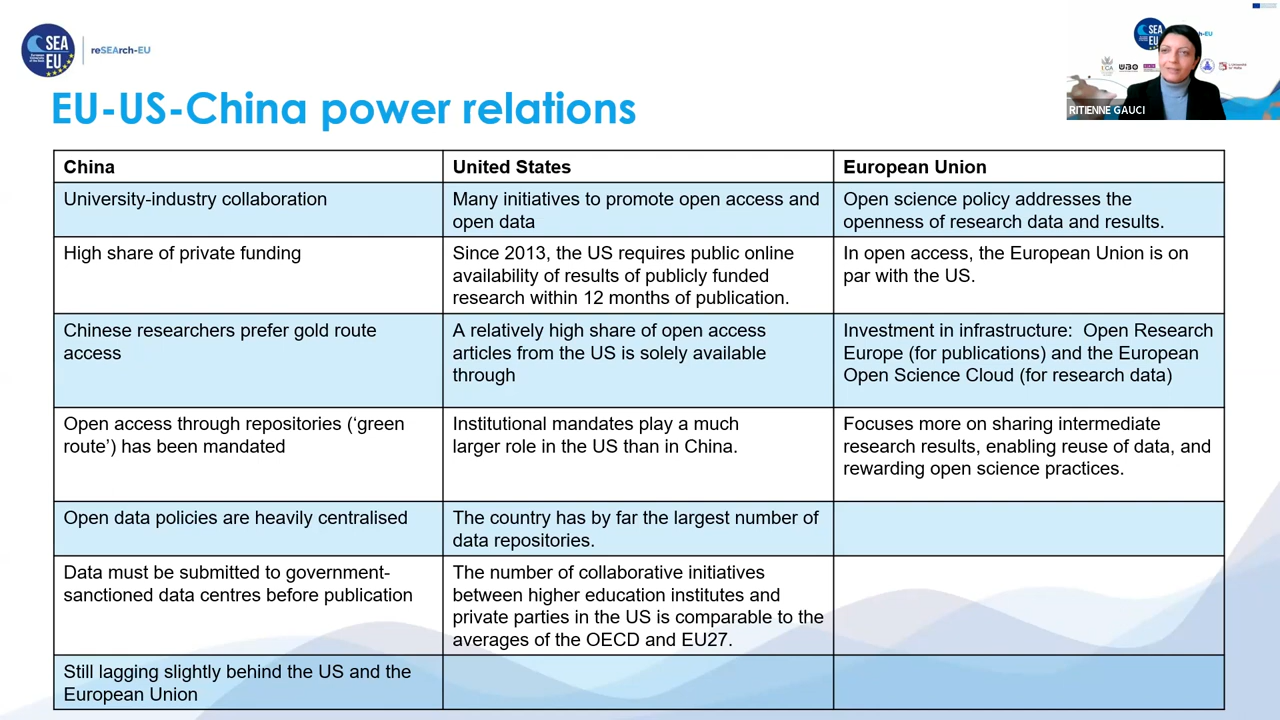 SEA
EU
reSEArch-EU
SEA
EU
UBO
RITIENNE GAUCI
EU-US-China power relations
China
United States
European Union
University-industry collaboration
Many initiatives to promote open access and
open data
Open science policy addresses the
openness of research data and results.
High share of private funding
Since 2013, the US requires public online
availability of results of publicly funded
research within 12 months of publication.
In open access, the European Union is on
par with the US.
Chinese researchers prefer gold route
access
A relatively high share of open access
articles from the US is solely available
through
Investment in infrastructure:  Open Research
Europe (for publications) and the European
Open Science Cloud (for research data)
Open access through repositories (‘green
route’) has been mandated
Institutional mandates play a much
larger role in the US than in China.
Focuses more on sharing intermediate
research results, enabling reuse of data, and
rewarding open science practices.
Open data policies are heavily centralised
The country has by far the largest number of
data repositories.
Data must be submitted to government-
sanctioned data centres before publication
The number of collaborative initiatives
between higher education institutes and
private parties in the US is comparable to the
averages of the OECD and EU27.
Still lagging slightly behind the US and the
European Union